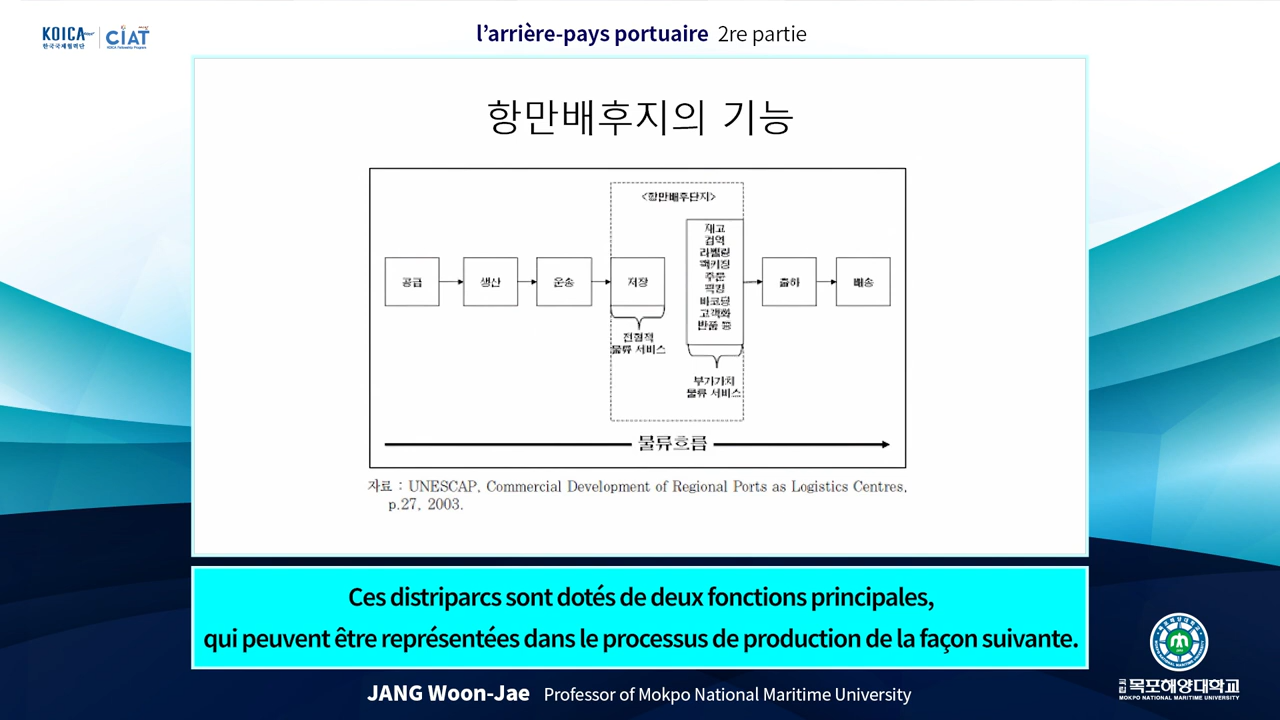 KOICA
한국국제협력단
CIAT
KOICA Fellowship Program
l’arrière-pays portuaire 2re partie
항만배후지의 기능
<항만배후단지>
공급
생산
운송
저장
재고
검역
라벨링
팩키징
주문
픽킹
바코딩
고객화
반품 등
출하
배송
전형적
물류 서비스
부가가치
물류 서비스
물류흐름
자료 : UNESCAP, Commercial Development of Regional Ports as Logistics Centres,
p.27, 2003.
Ces distriparcs sont dotés de deux fonctions principales,
qui peuvent être représentées dans le processus de production de la façon suivante.
JANG Woon-Jae Professor of Mokpo National Maritime University
국립 목포해양대학교
MOKPO NATIONAL MARITIME UNIVERSITY